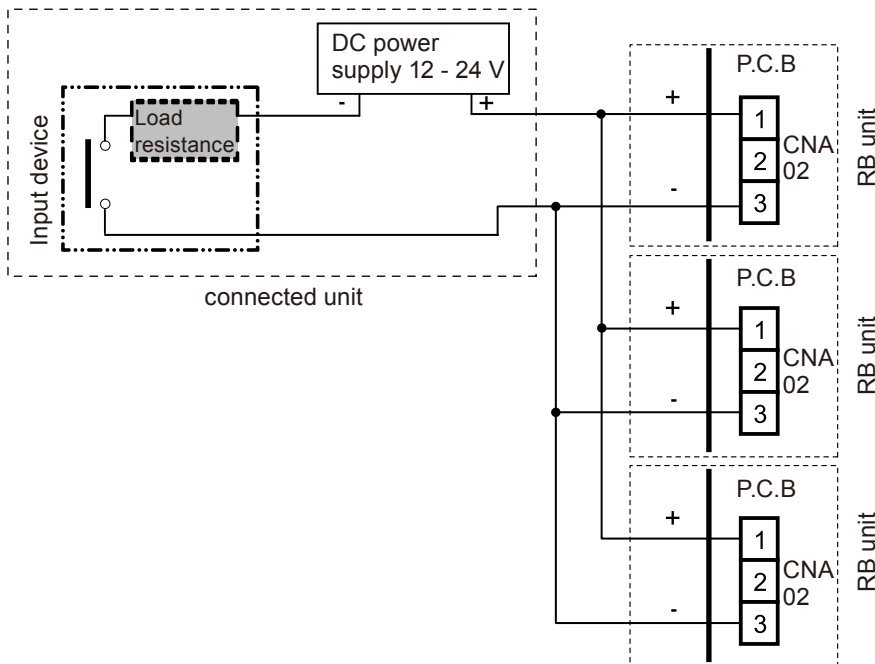 DC power
supply 12 - 24 V
- +
Load
resistance
Input device
connected unit
P.C.B
+
1
2
3
-
CNA
02
RB unit
P.C.B
+
1
2
3
-
CNA
02
RB unit
P.C.B
+
1
2
3
-
CNA
02
RB unit